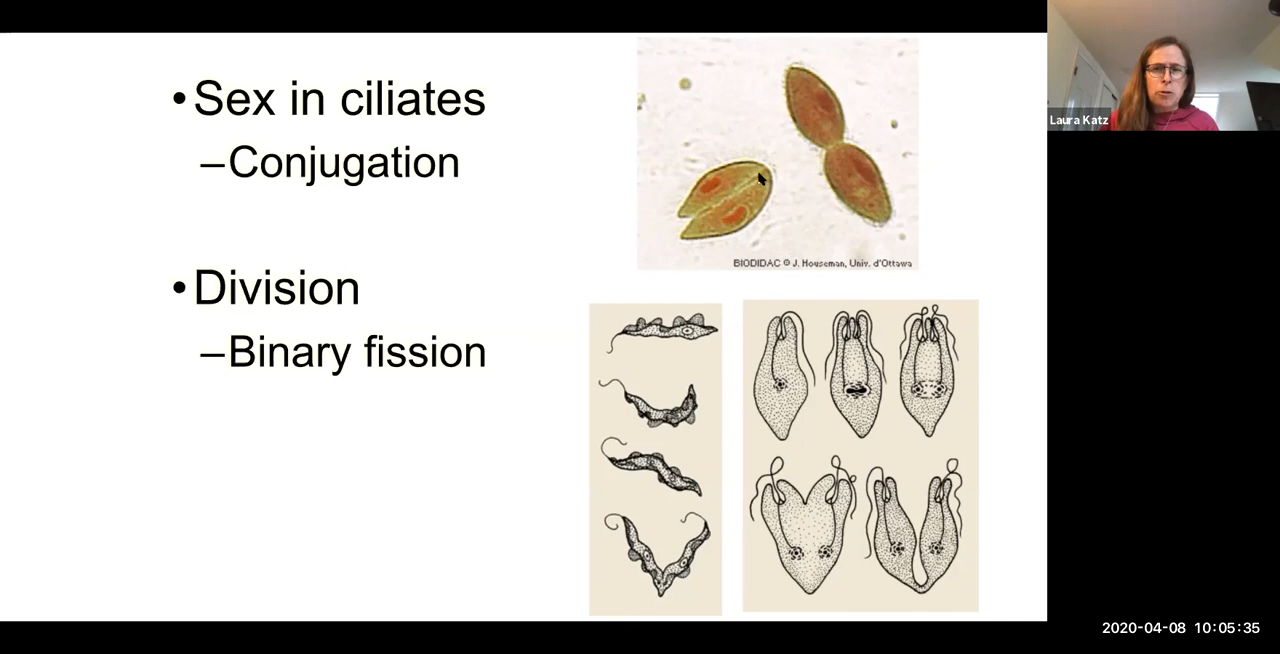 •Sex in ciliates
–Conjugation
•Division
–Binary fission
BIODIDAC © J. Houseman, Univ. d'Ottawa
Laura Katz
2020-04-08 10:05:35